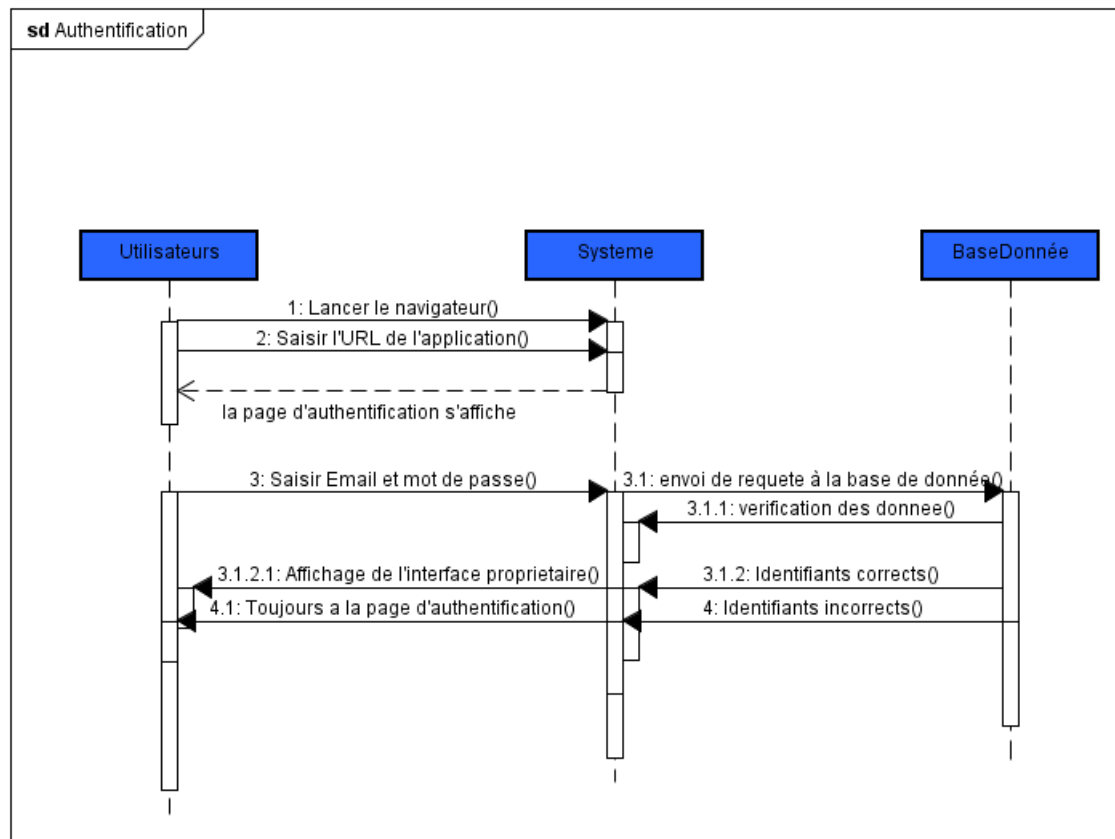 sd Authentification
Utilisateurs
Systeme
BaseDonnée
1: Lancer le navigateur()
2: Saisir l'URL de l'application()
la page d'authentification s'affiche
3: Saisir Email et mot de passe()
3.1: envoi de requete à la base de donnée()
3.1.1: verification des donnee()
3.1.2.1: Affichage de l'interface proprietaire()
3.1.2: Identifiants corrects()
4.1: Toujours a la page d'authentification()
4: Identifiants incorrects()